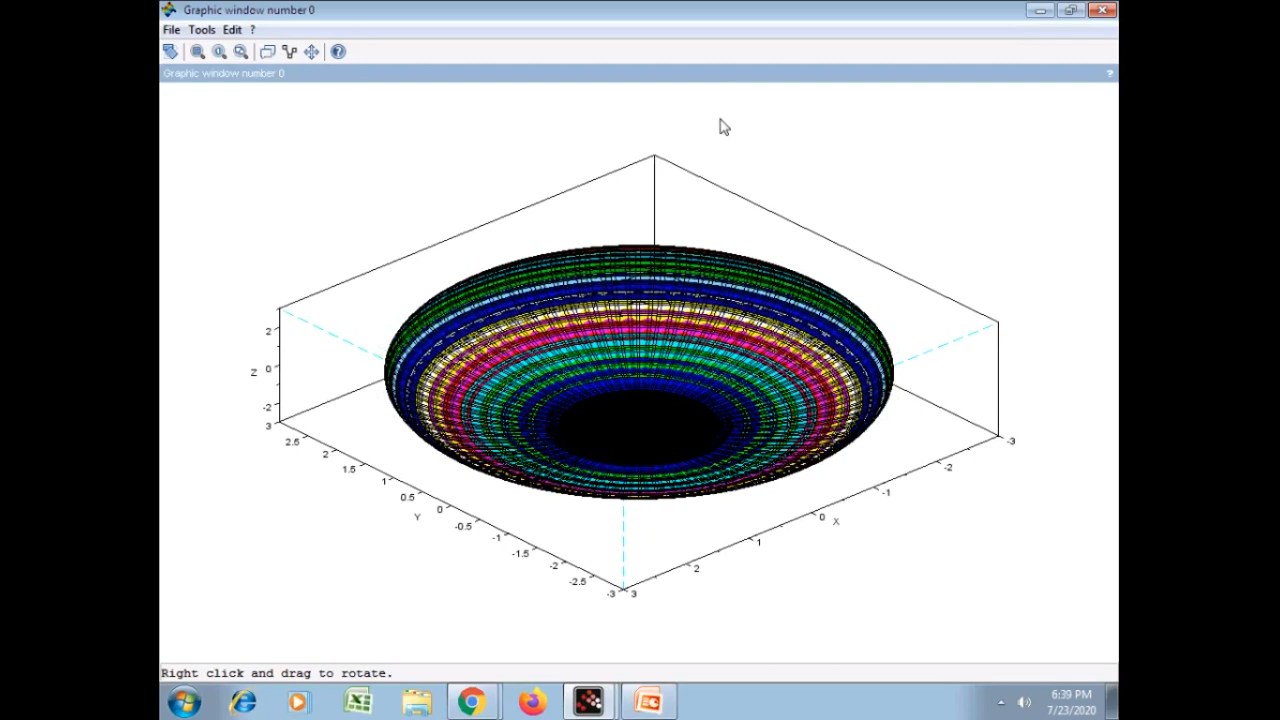 Graphic window number 0
File Tools Edit ?
Graphic window number 0 ?
2
Z 0
-2
3
2.5
2
1.5
1
0.5
Y 0
-0.5
-1
-1.5
-2
-2.5
-3
3
2
1
0 X
-1
-2
-3
Right click and drag to rotate.
6:39 PM
7/23/2020